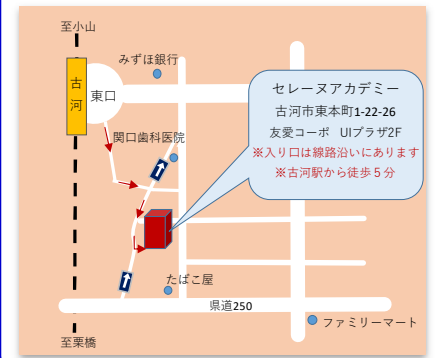 至小山
みずほ銀行
古河
東口
セレーヌアカデミー
古河市東本町1-22-26
友愛コーポ UIプラザ2F
※入り口は線路沿いにあります
※古河駅から徒歩５分
関口歯科医院
たばこ屋
県道250
ファミリーマート
至栗橋